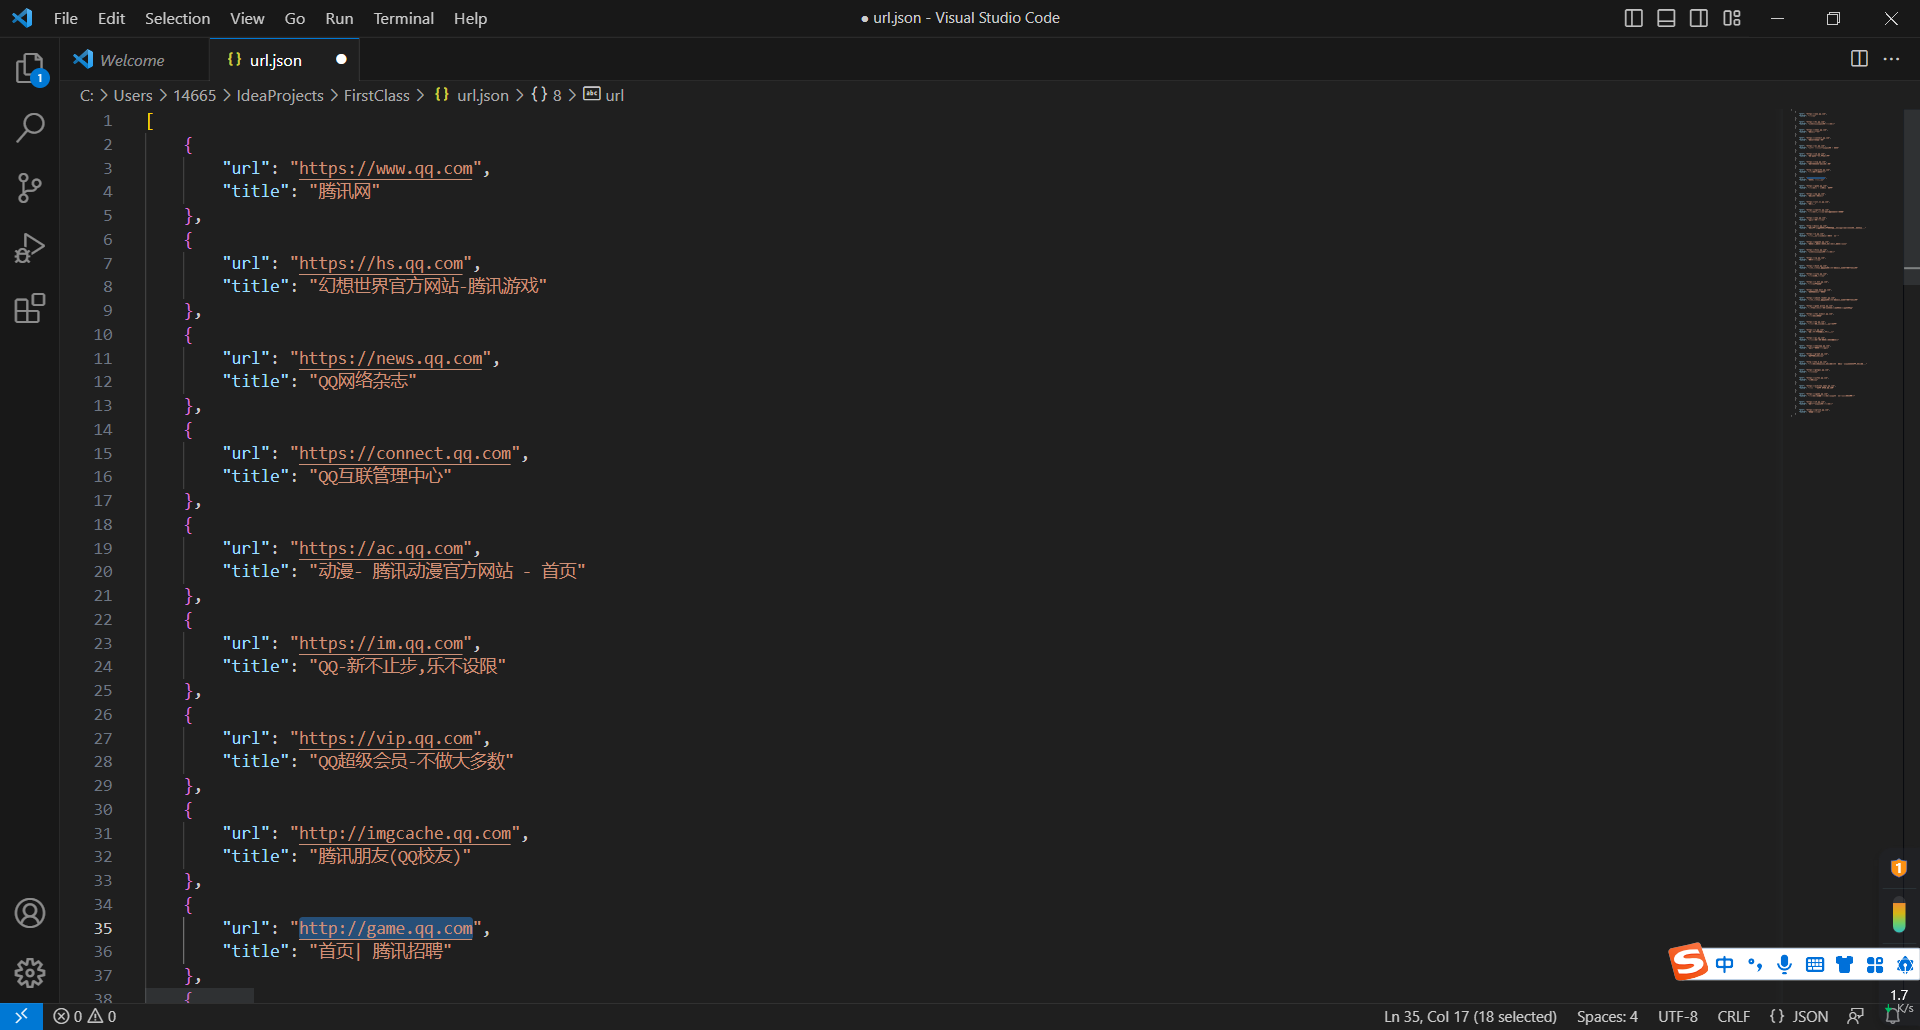 File Edit Selection View Go Run Terminal Help
● url.json - Visual Studio Code
1
Welcome
{} url.json ●
C: > Users > 14665 > IdeaProjects > FirstClass > {} url.json > {} 8 > url
1 [
2 {
3 "url": "https://www.qq.com",
4 "title": "腾讯网"
5 },
6 {
7 "url": "https://hs.qq.com",
8 "title": "幻想世界官方网站-腾讯游戏"
9 },
10 {
11 "url": "https://news.qq.com",
12 "title": "QQ网络杂志"
13 },
14 {
15 "url": "https://connect.qq.com",
16 "title": "QQ互联管理中心"
17 },
18 {
19 "url": "https://ac.qq.com",
20 "title": "动漫- 腾讯动漫官方网站 - 首页"
21 },
22 {
23 "url": "https://im.qq.com",
24 "title": "QQ-新不止步,乐不设限"
25 },
26 {
27 "url": "https://vip.qq.com",
28 "title": "QQ超级会员-不做大多数"
29 },
30 {
31 "url": "http://imgcache.qq.com",
32 "title": "腾讯朋友(QQ校友)"
33 },
34 {
35 "url": "http://game.qq.com",
36 "title": "首页| 腾讯招聘"
37 },
38 {
1
S 中
1.7
K/s
0 0
Ln 35, Col 17 (18 selected) Spaces: 4 UTF-8 CRLF {} JSON